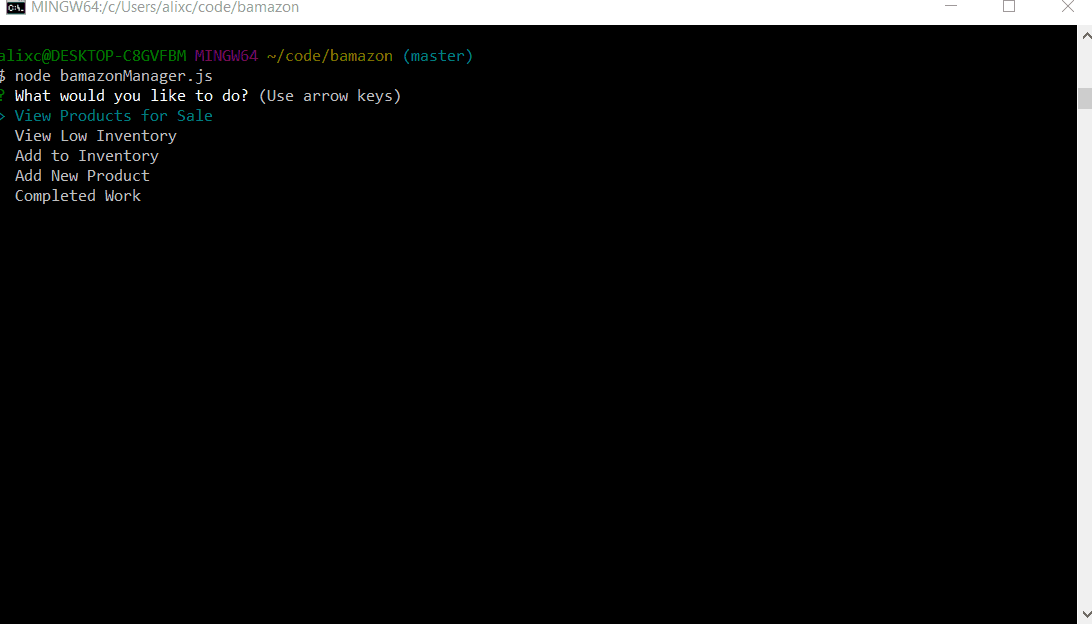 MINGW64:/c/Users/alixc/code/bamazon
alixc@DESKTOP-C8GVFBM MINGW64 ~/code/bamazon (master)
$ node bamazonManager.js
? What would you like to do? (Use arrow keys)
> View Products for Sale
View Low Inventory
Add to Inventory
Add New Product
Completed Work